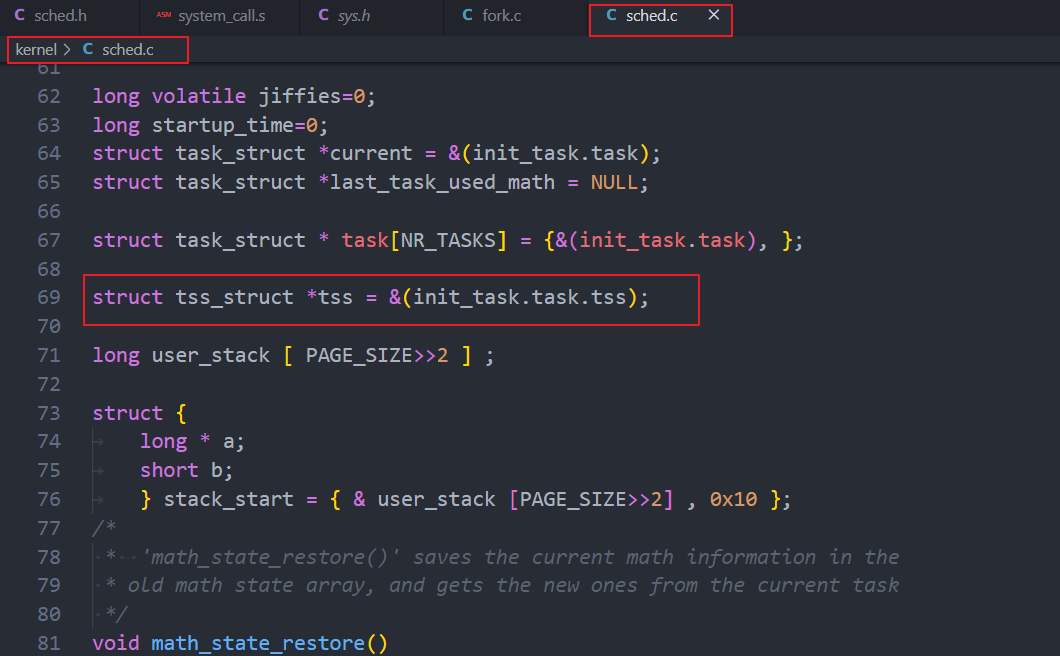 C sched.h ASM system_call.s C sys.h C fork.c C sched.c ×
kernel > C sched.c
61
62 long volatile jiffies=0;
63 long startup_time=0;
64 struct task_struct *current = &(init_task.task);
65 struct task_struct *last_task_used_math = NULL;
66
67 struct task_struct * task[NR_TASKS] = {&(init_task.task), };
68
69 struct tss_struct *tss = &(init_task.task.tss);
70
71 long user_stack [ PAGE_SIZE>>2 ] ;
72
73 struct {
74 → long * a;
75 → short b;
76 → } stack_start = { & user_stack [PAGE_SIZE>>2] , 0x10 };
77 /*
78 ·*··'math_state_restore()' saves the current math information in the
79 ·* old math state array, and gets the new ones from the current task
80 ·*/
81 void math_state_restore()